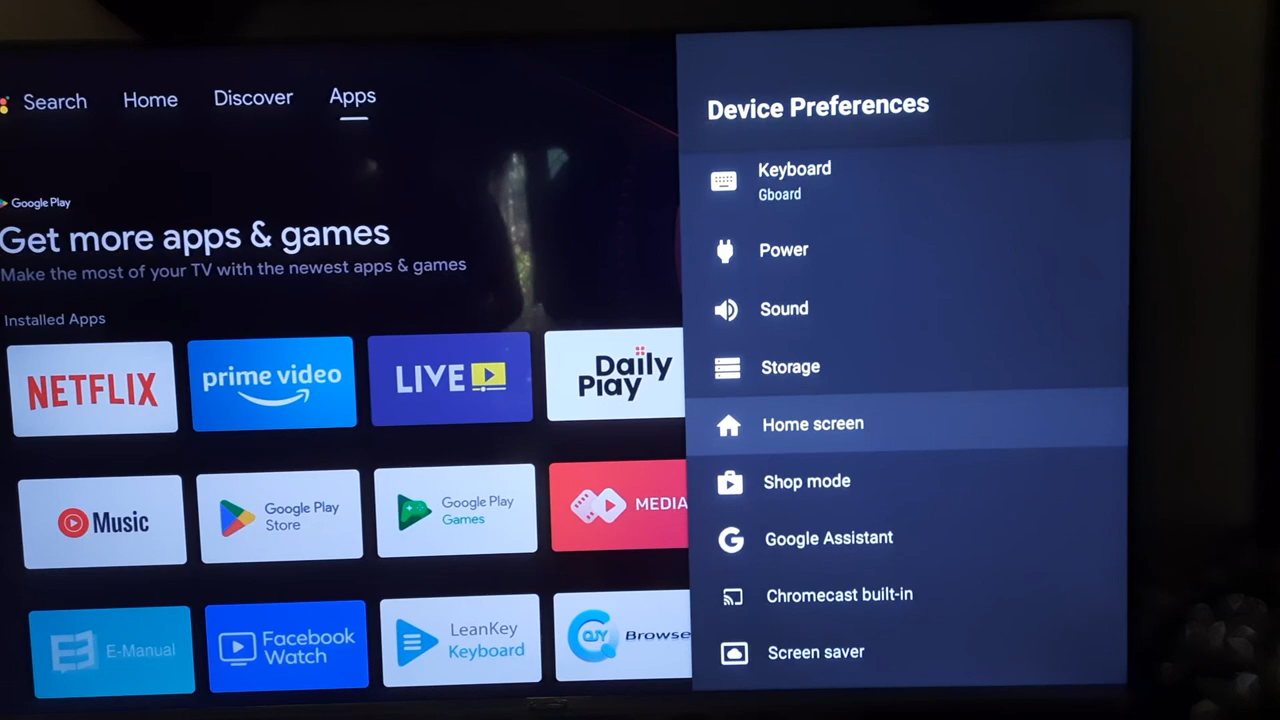 Search
Home
Discover
Apps
Google Play
Get more apps & games
Make the most of your TV with the newest apps & games
Installed Apps
NETFLIX
prime video
LIVE
Daily
Play
Music
Google Play
Store
Google Play
Games
MEDIA
E-Manual
Facebook
Watch
LeanKey
Keyboard
Browse
Device Preferences
Keyboard
Gboard
Power
Sound
Storage
Home screen
Shop mode
Google Assistant
Chromecast built-in
Screen saver